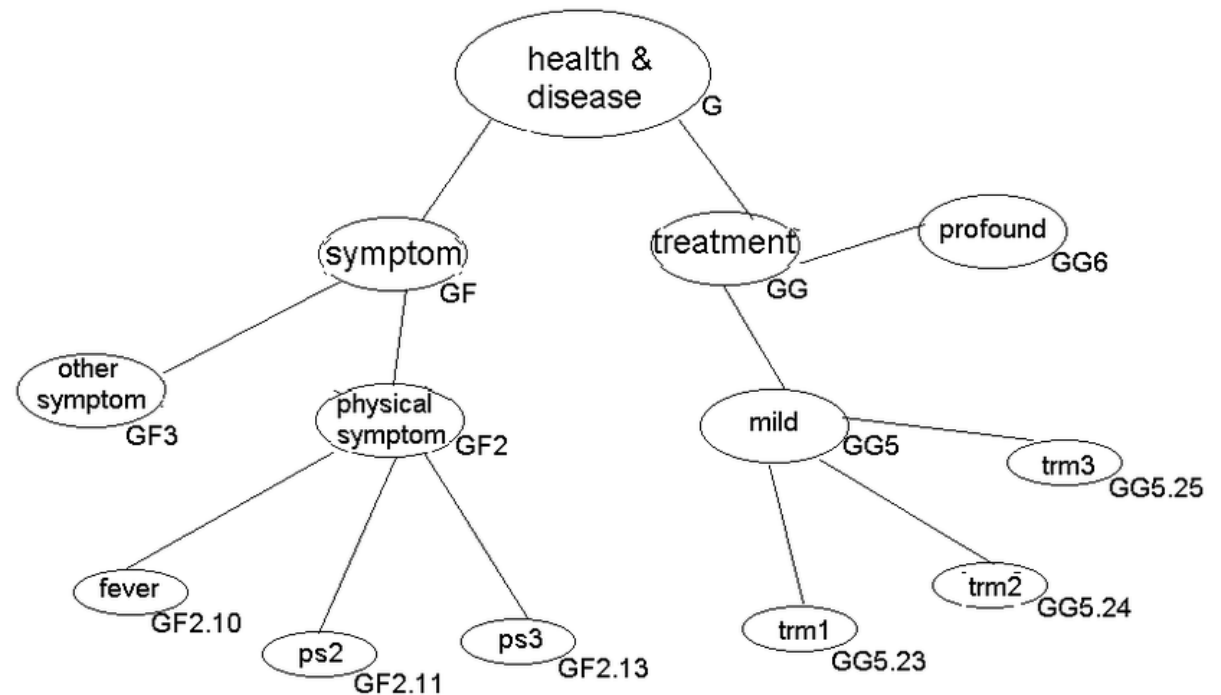 health &
disease
G
symptom
GF
treatment
GG
profound
GG6
other
symptom
GF3
physical
symptom
GF2
mild
GG5
trm3
GG5.25
fever
GF2.10
ps2
GF2.11
ps3
GF2.13
trm1
GG5.23
trm2
GG5.24